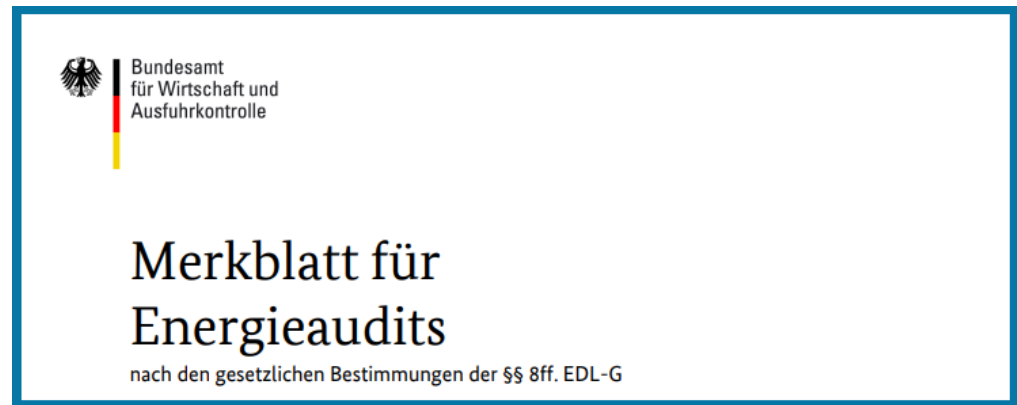 Bundesamt
für Wirtschaft und
Ausfuhrkontrolle
Merkblatt für
Energieaudits
nach den gesetzlichen Bestimmungen der §§ 8ff. EDL-G